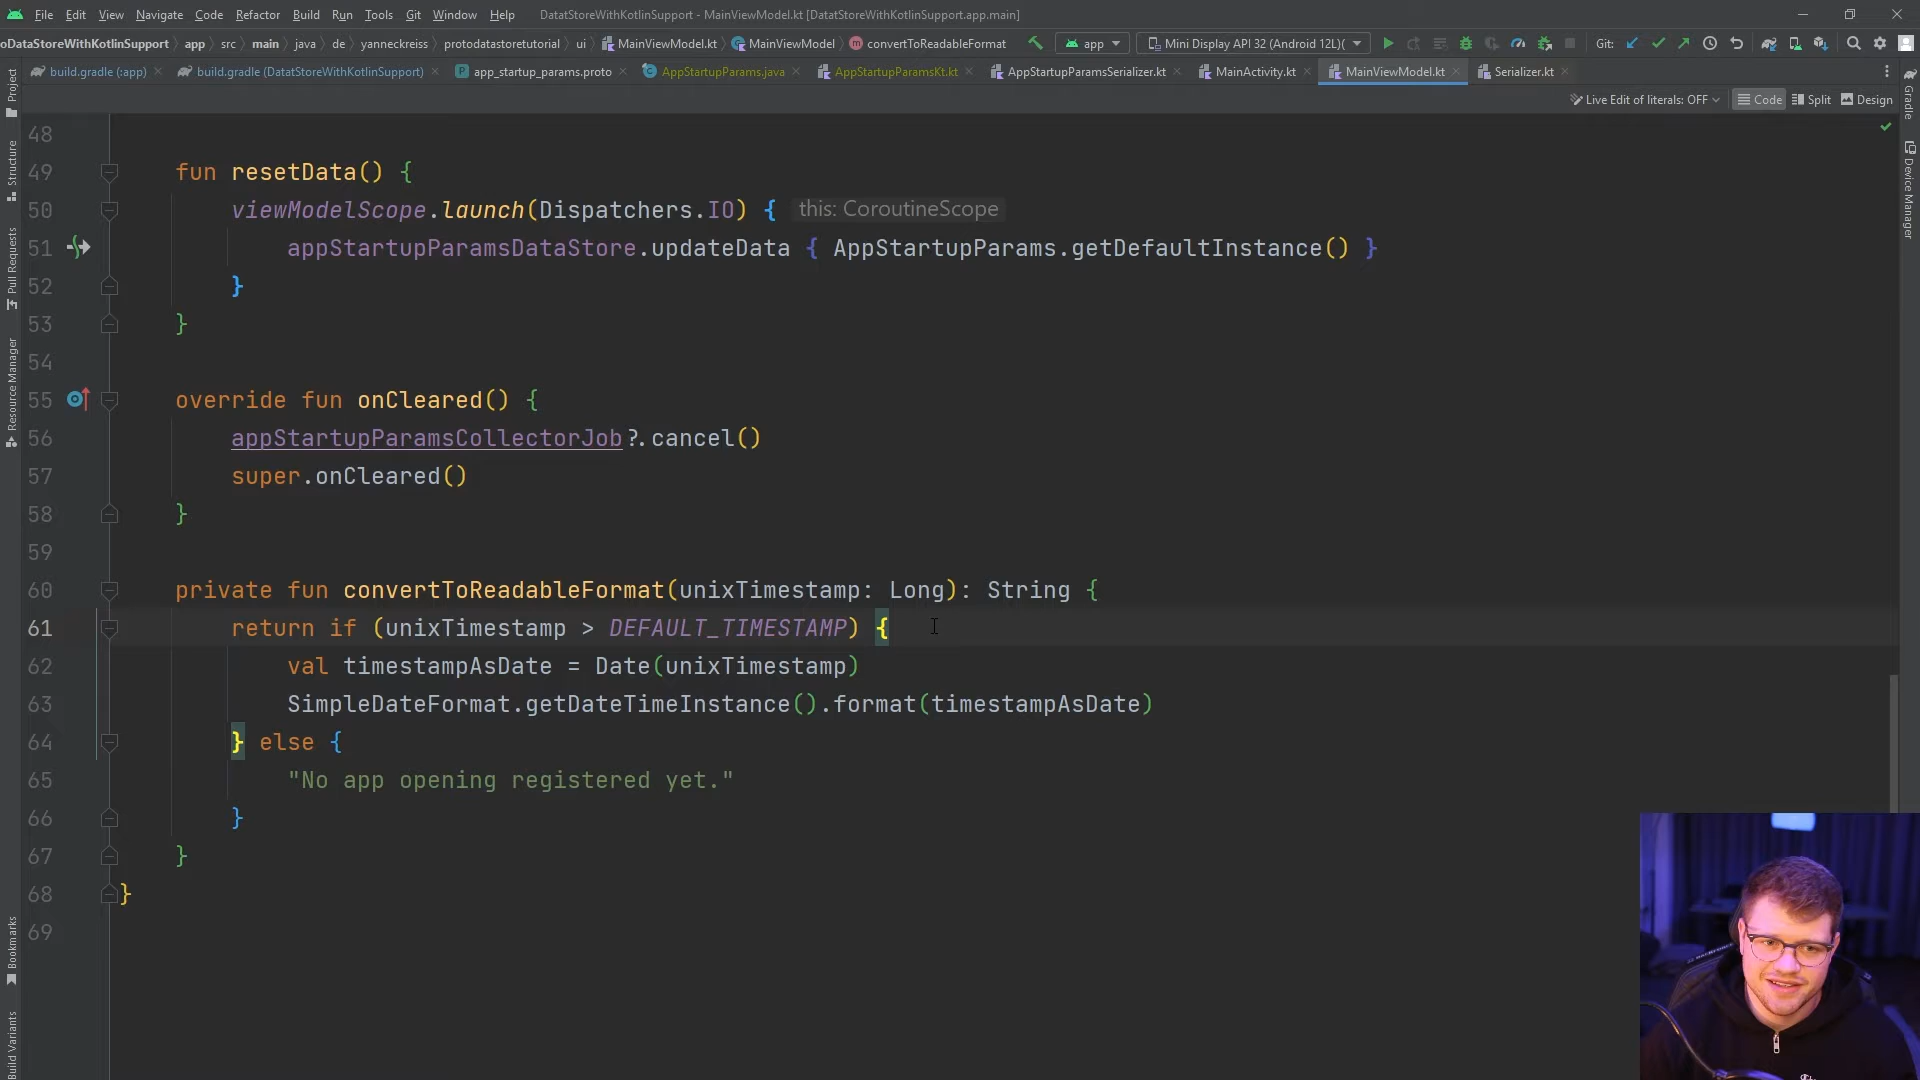 File Edit View Navigate Code Refactor Build Run Tools Git Window Help DatatStoreWithKotlinSupport - MainViewModel.kt [DatatStoreWithKotlinSupport.app.main]
oDataStoreWithKotlinSupport app src main java de yanneckreiss protodatastoretutorial ui MainViewModel.kt MainViewModel convertToReadableFormat app Mini Display API 32 (Android 12L)( Git:
build.gradle (:app) build.gradle (DatatStoreWithKotlinSupport) app_startup_params.proto AppStartupParams.java AppStartupParamsKt.kt AppStartupParamsSerializer.kt MainActivity.kt MainViewModel.kt Serializer.kt
Live Edit of literals: OFF Code Split Design
Project
Structure
Pull Requests
Resource Manager
Bookmarks
Build Variants
48
49 fun resetData() {
50 viewModelScope.launch(Dispatchers.IO) { this: CoroutineScope
51 appStartupParamsDataStore.updateData { AppStartupParams.getDefaultInstance() }
52 }
53 }
54
55 override fun onCleared() {
56 appStartupParamsCollectorJob?.cancel()
57 super.onCleared()
58 }
59
60 private fun convertToReadableFormat(unixTimestamp: Long): String {
61 return if (unixTimestamp > DEFAULT_TIMESTAMP) {
62 val timestampAsDate = Date(unixTimestamp)
63 SimpleDateFormat.getDateTimeInstance().format(timestampAsDate)
64 } else {
65 "No app opening registered yet."
66 }
67 }
68 }
69
Gradle
Device Manager